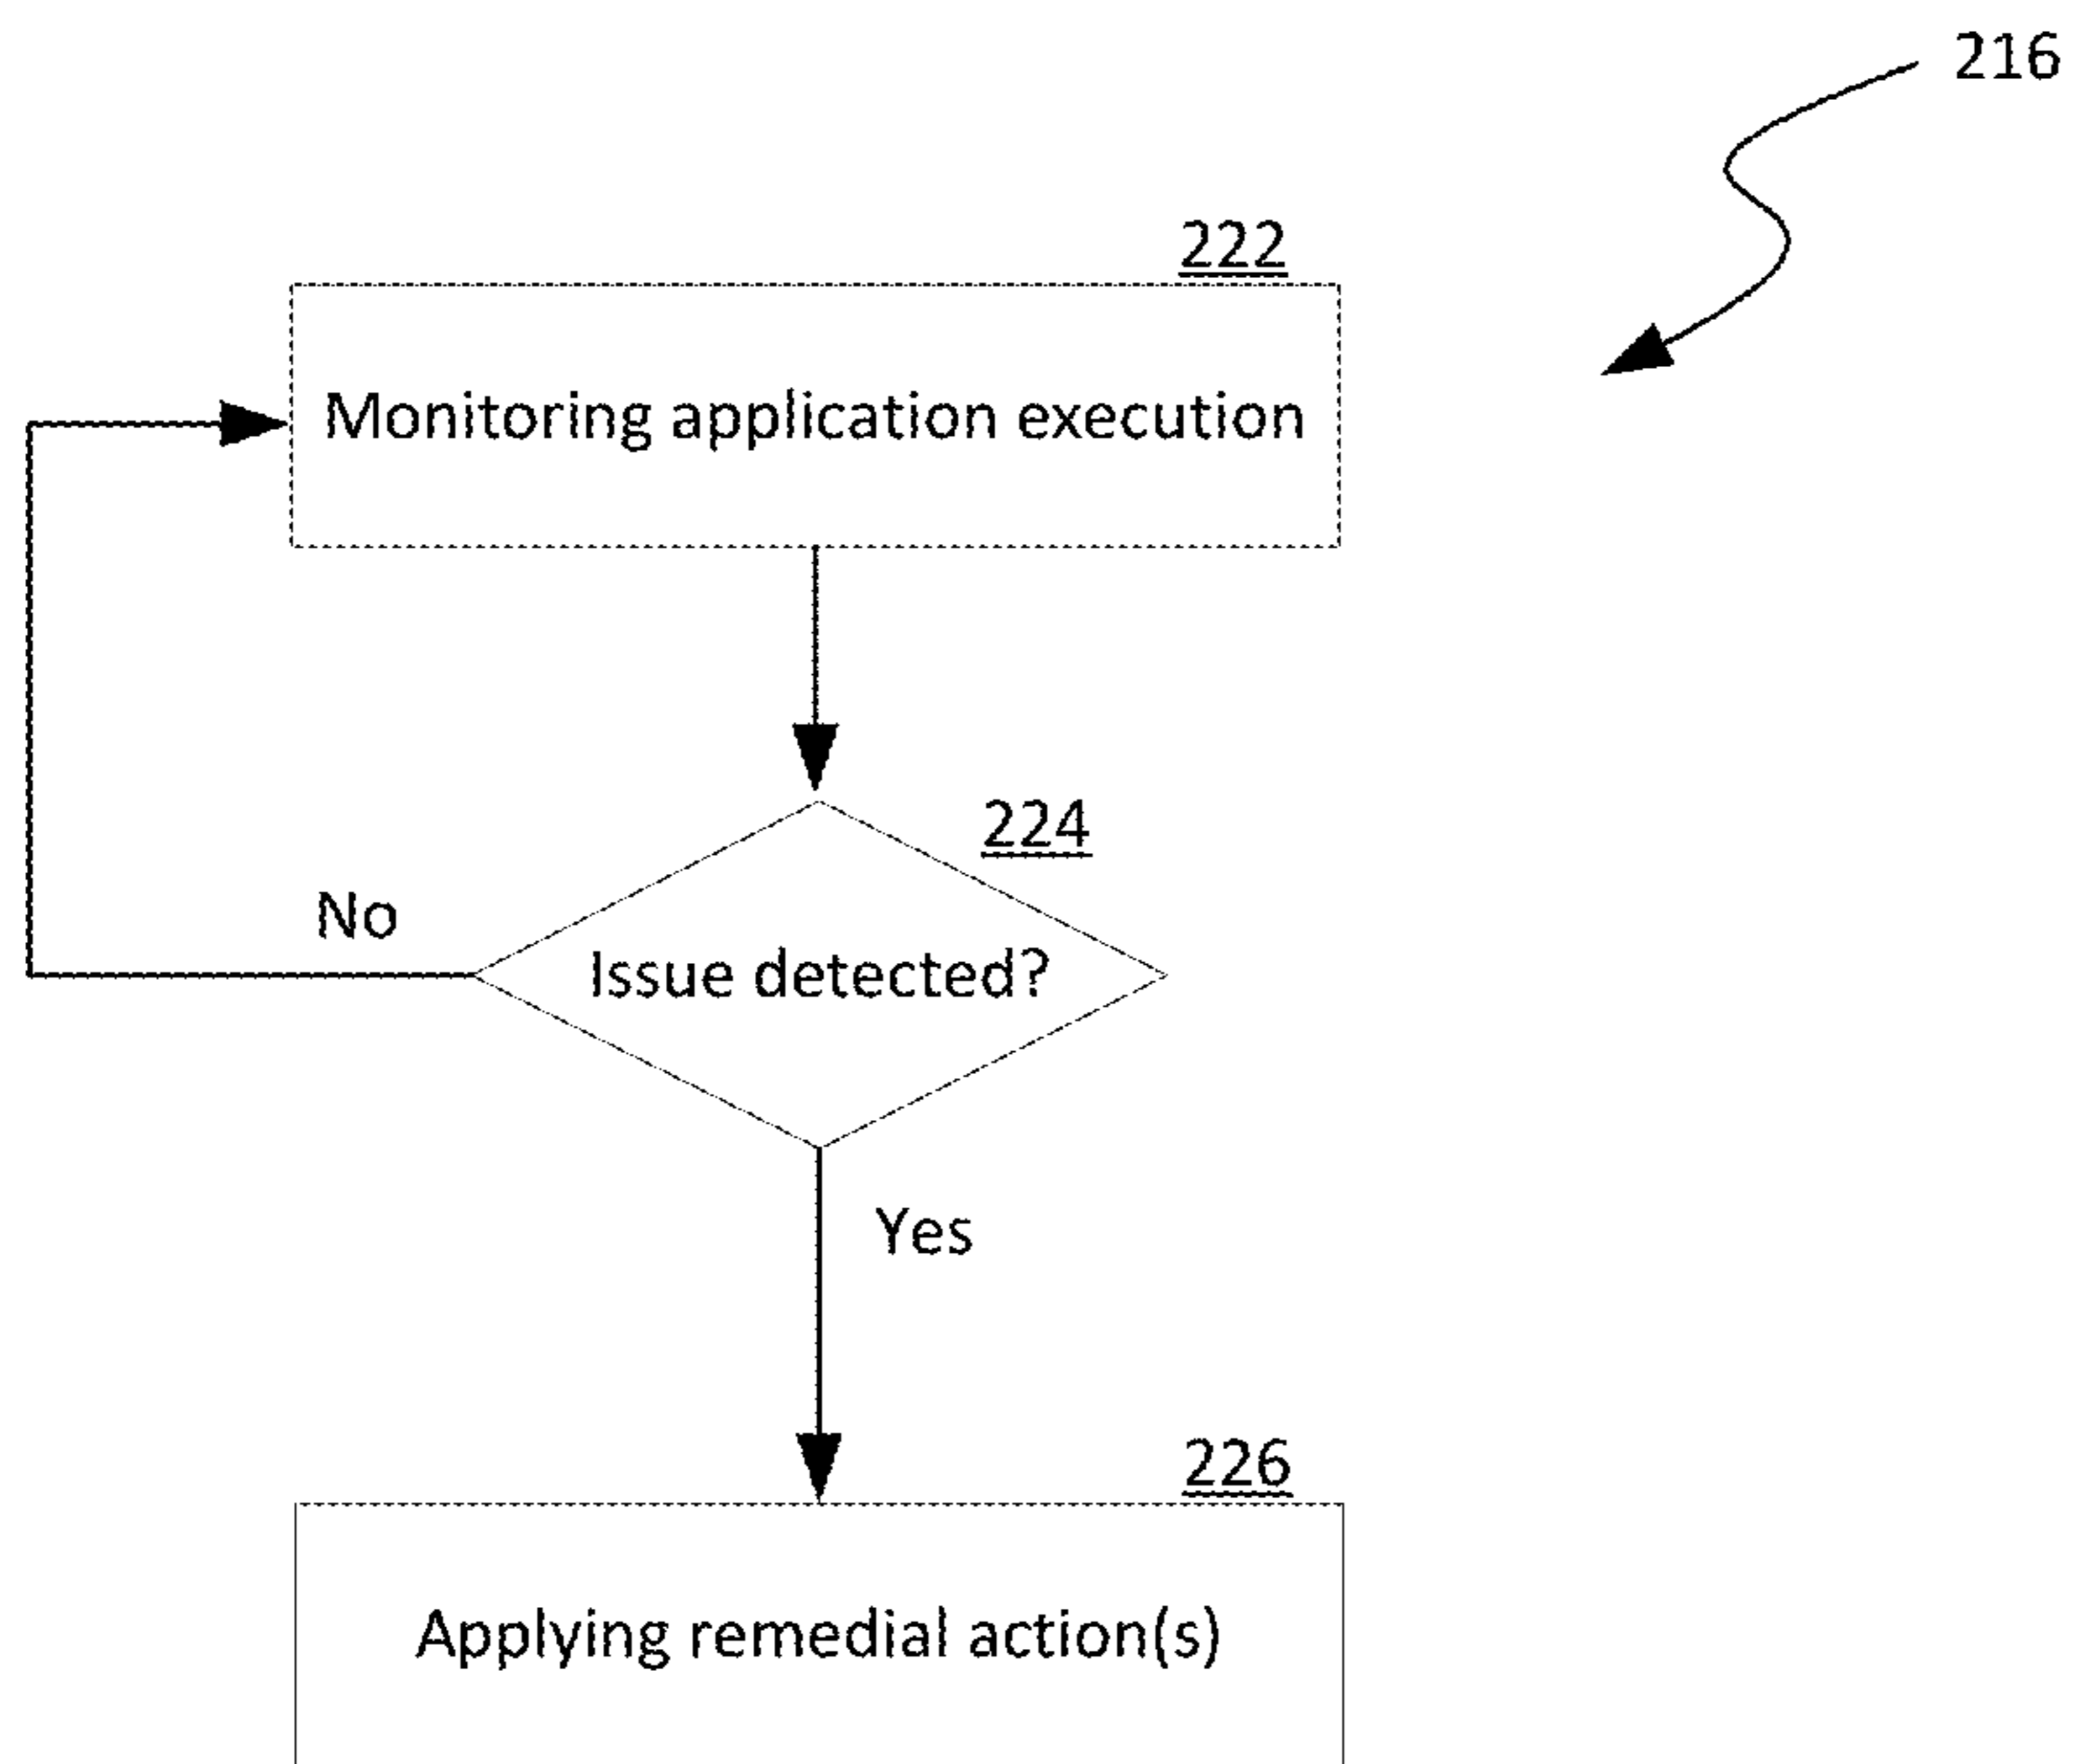 216
222
Monitoring application execution
224
No
Issue detected?
Yes
226
Applying remedial action(s)